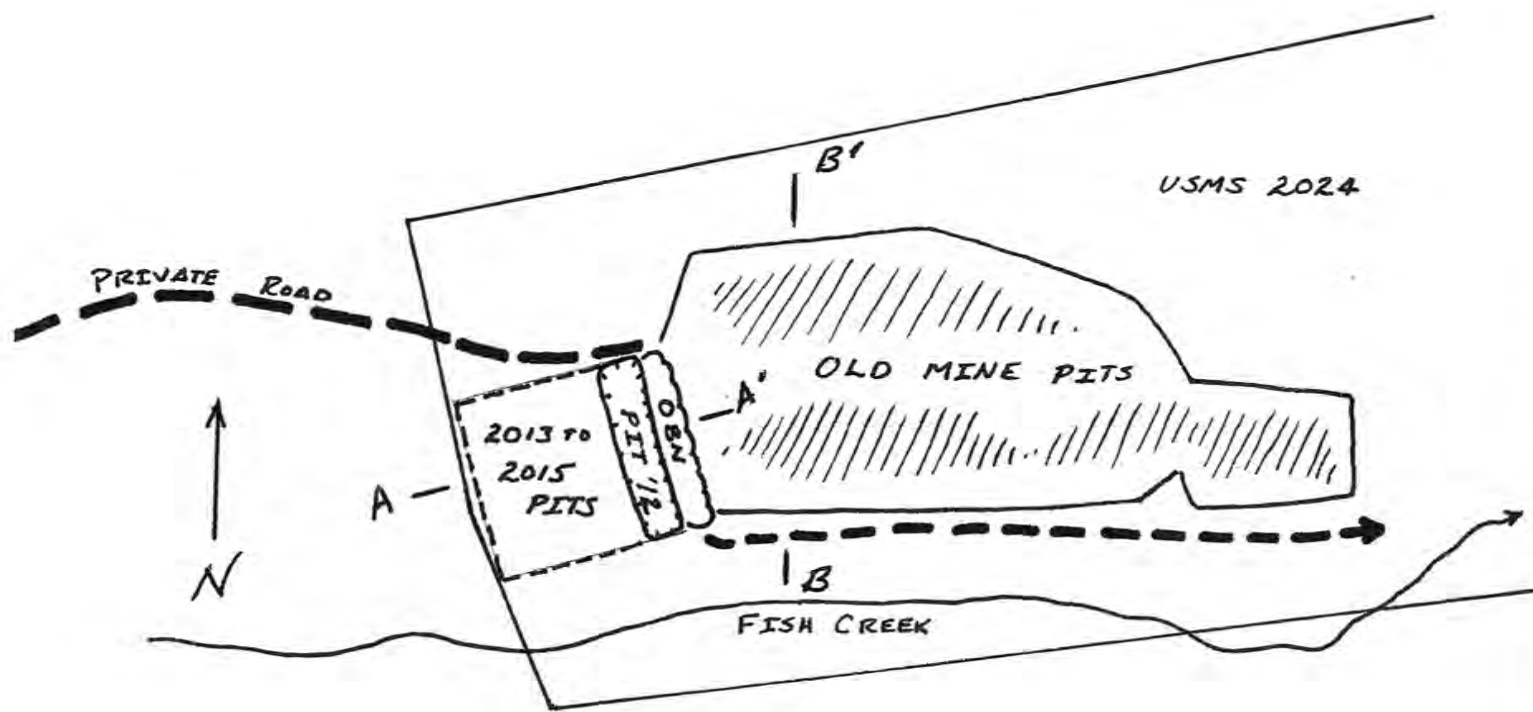 B'
USMS 2024
PRIVATE ROAD
OLD MINE PITS
A'
OBN
PIT '12
2013 TO
2015
PITS
A
N
B
FISH CREEK